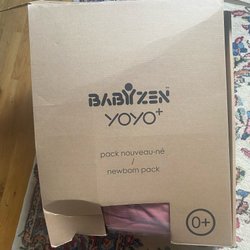 BABYZEN
YOYO+
pack nouveau-né
/
newborn pack
0+